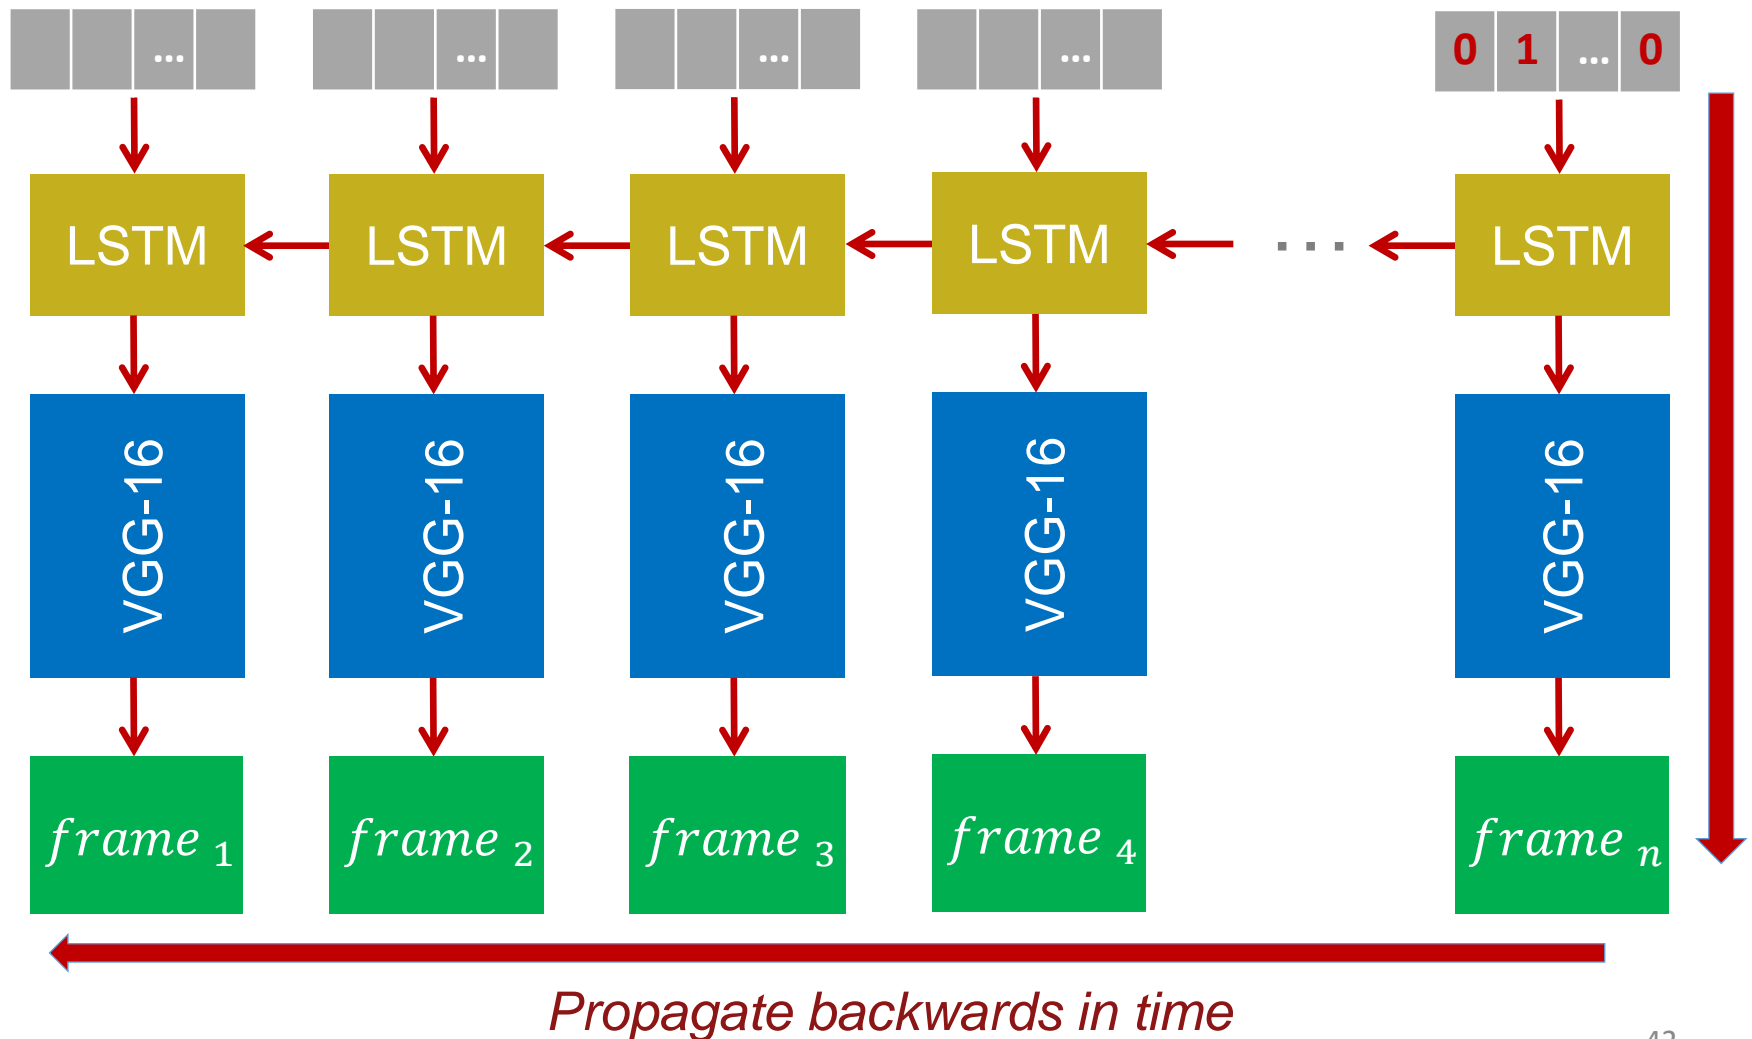 ... ... ... ... 0 1 ... 0
LSTM LSTM LSTM LSTM ... LSTM
VGG-16 VGG-16 VGG-16 VGG-16 VGG-16
frame 1 frame 2 frame 3 frame 4 frame n
Propagate backwards in time